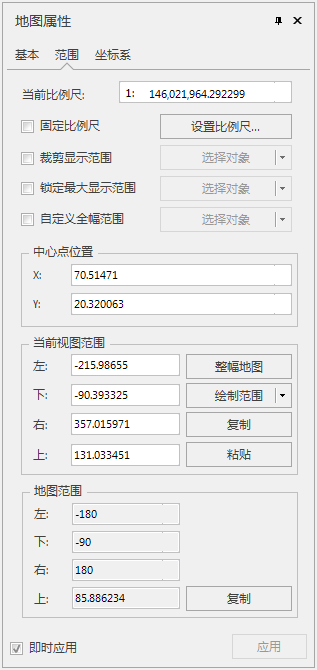 地图属性
基本 范围 坐标系
当前比例尺: 1: 146,021,964.292299
固定比例尺 设置比例尺...
裁剪显示范围 选择对象
锁定最大显示范围 选择对象
自定义全幅范围 选择对象
中心点位置
X: 70.51471
Y: 20.320063
当前视图范围
左: -215.98655 整幅地图
下: -90.393325 绘制范围
右: 357.015971 复制
上: 131.033451 粘贴
地图范围
左: -180
下: -90
右: 180
上: 85.886234 复制
即时应用 应用